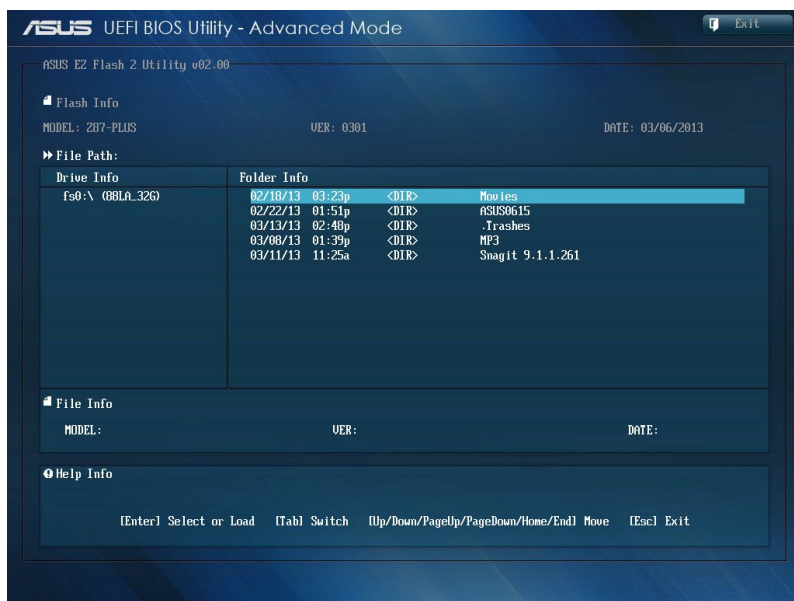 ASUS UEFI BIOS Utility - Advanced Mode
Exit
ASUS EZ Flash 2 Utility v02.00
Flash Info
MODEL: Z87-PLUS VER: 0301 DATE: 03/06/2013
File Path:
Drive Info Folder Info
fs0:\ (88LA_32G) 02/18/13 03:23p <DIR> Movies
02/22/13 01:51p <DIR> ASUS0615
03/13/13 02:48p <DIR> .Trashes
03/08/13 01:39p <DIR> MP3
03/11/13 11:25a <DIR> Snagit 9.1.1.261
File Info
MODEL: VER: DATE:
Help Info
[Enter] Select or Load [Tab] Switch [Up/Down/PageUp/PageDown/Home/End] Move [Esc] Exit